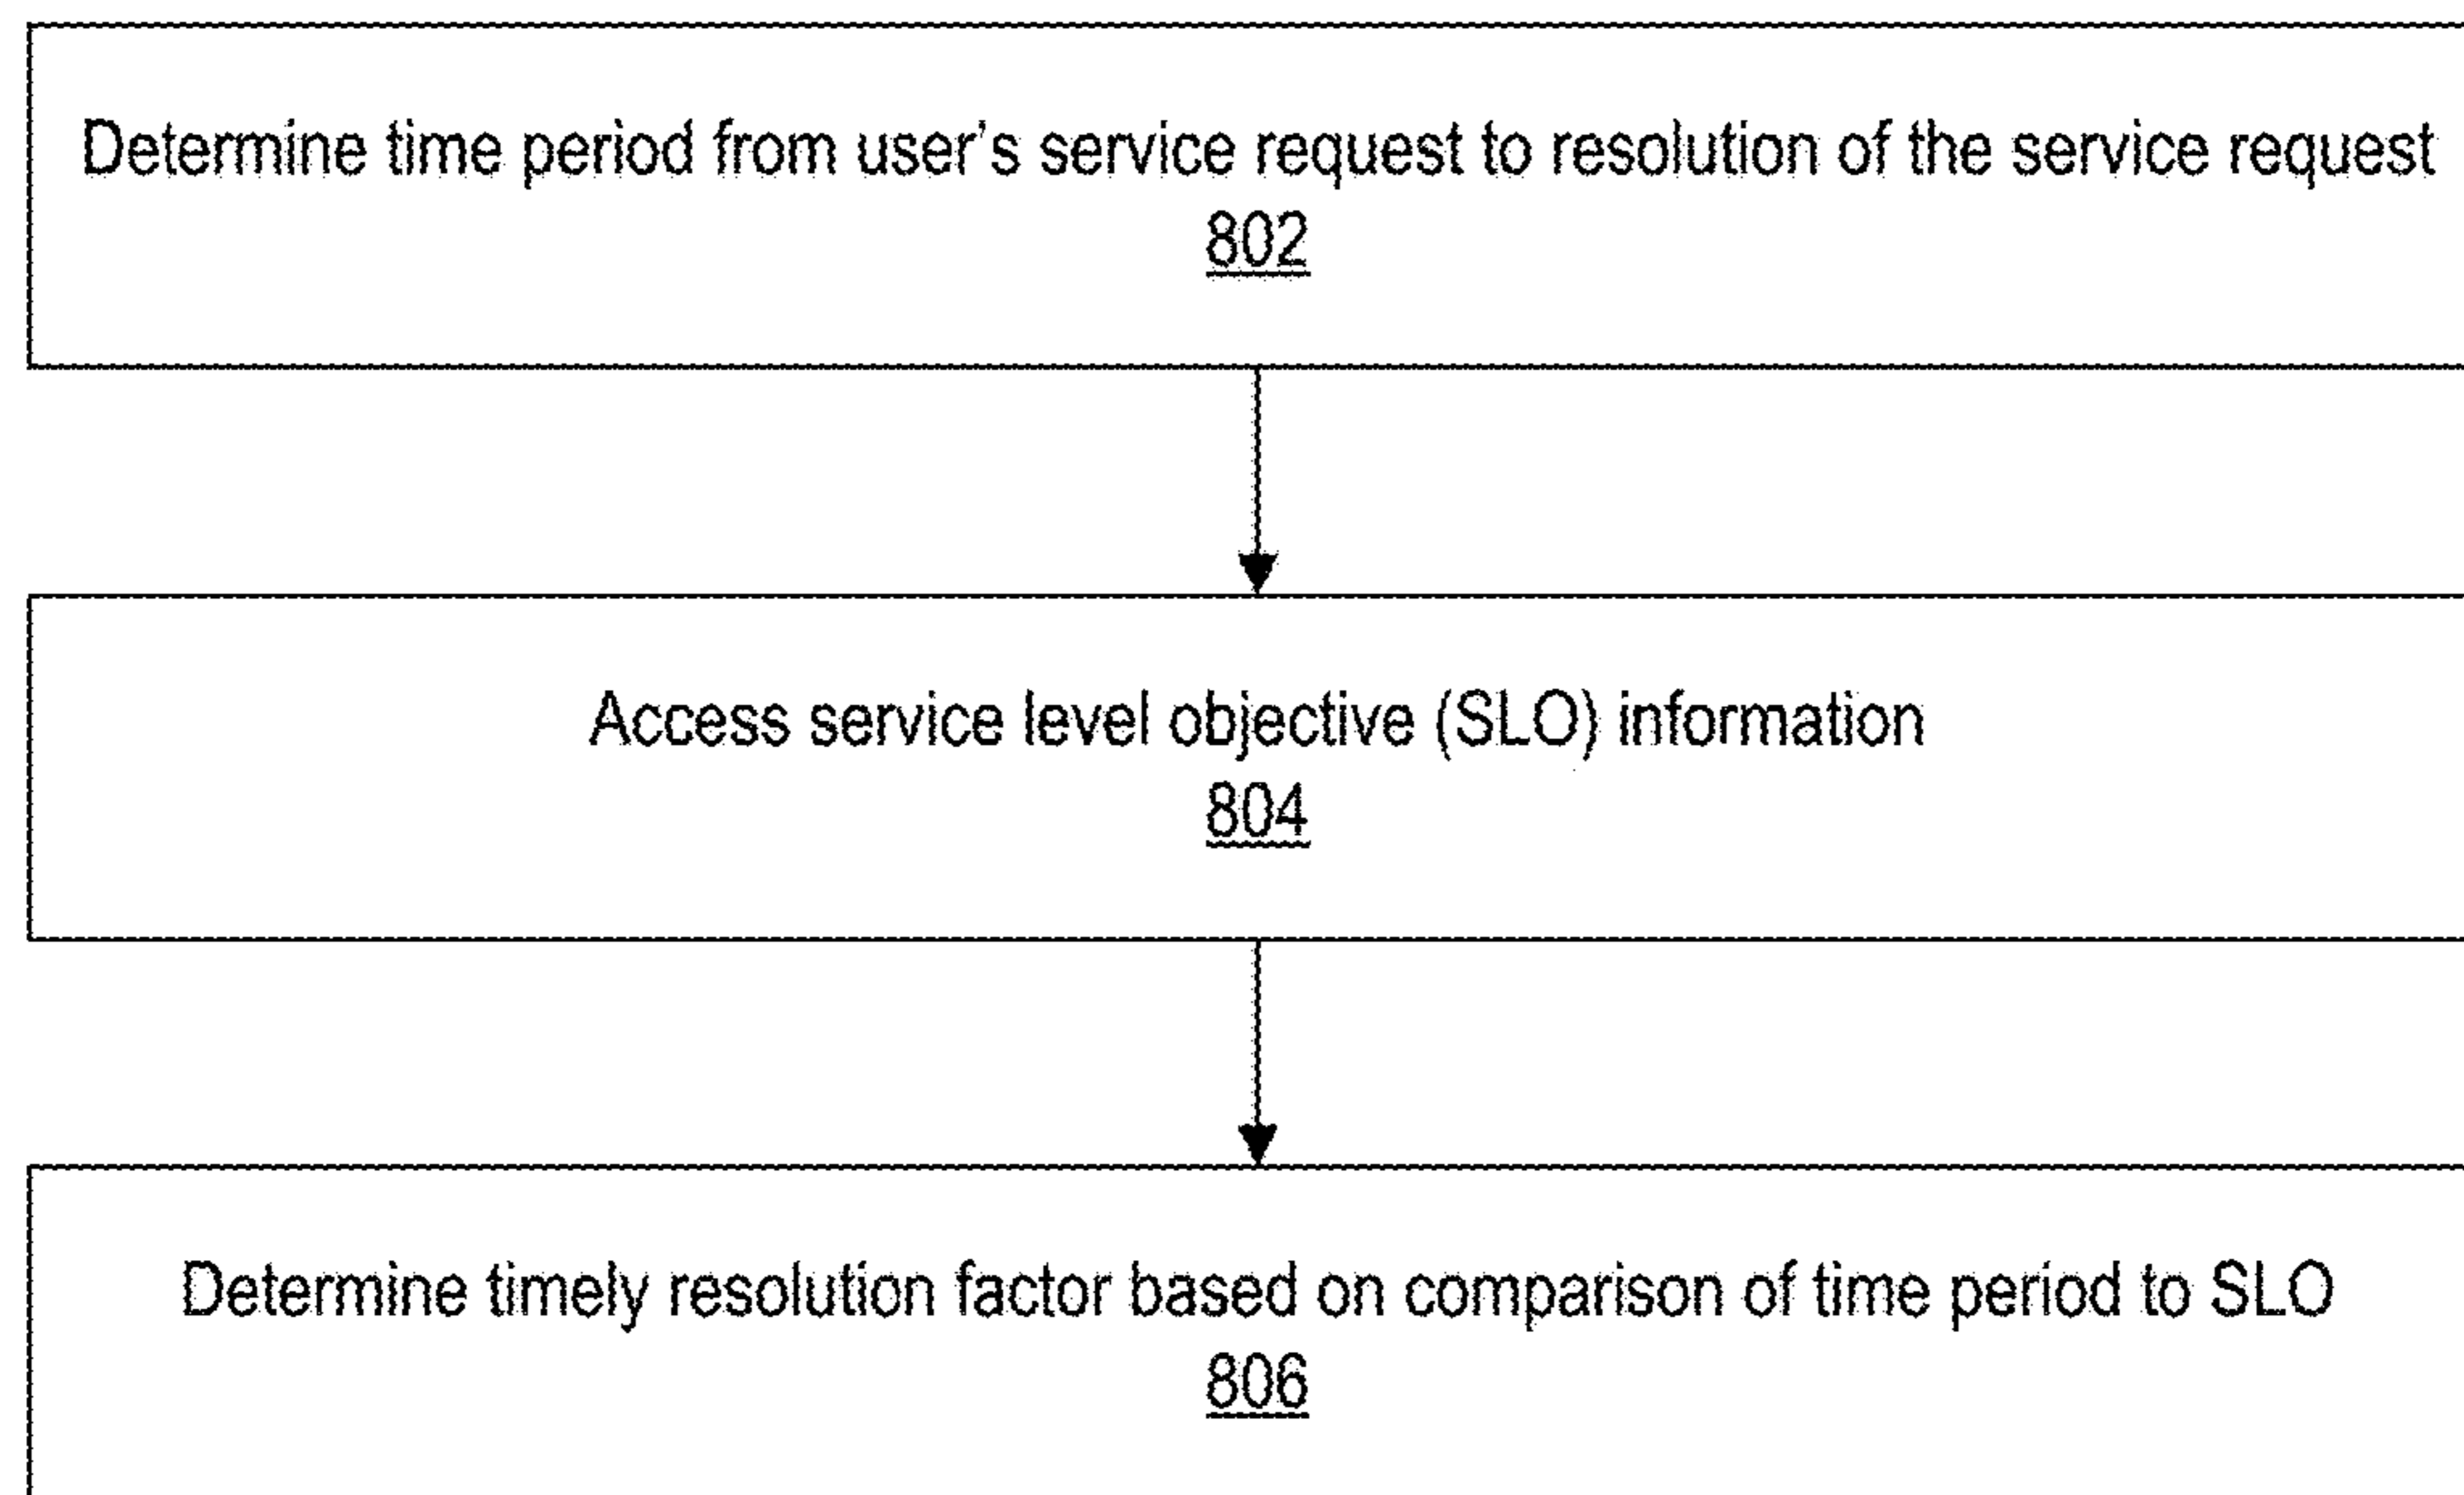 Determine time period from user's service request to resolution of the service request
802
Access service level objective (SLO) information
804
Determine timely resolution factor based on comparison of time period to SLO
806